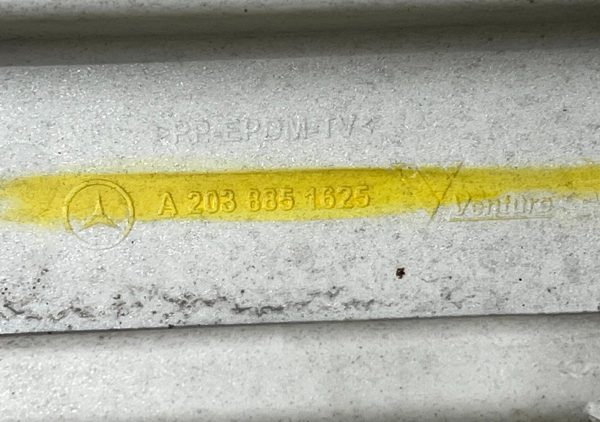 >PP-EPDM-TV<
A 203 885 1625
Venture